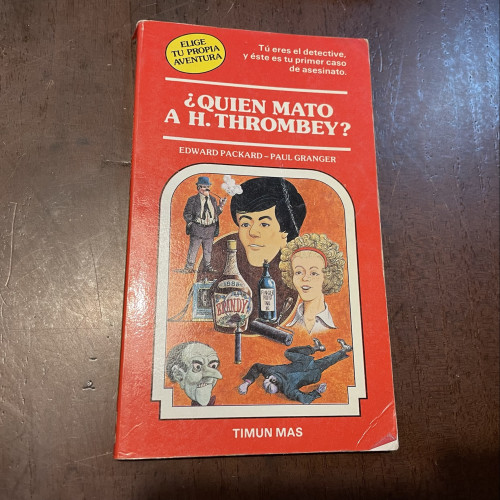 ELIGE
TU PROPIA
AVENTURA
Tú eres el detective,
y éste es tu primer caso
de asesinato.
¿QUIEN MATO
A H. THROMBEY?
EDWARD PACKARD – PAUL GRANGER
BRANDY
TIMUN MAS